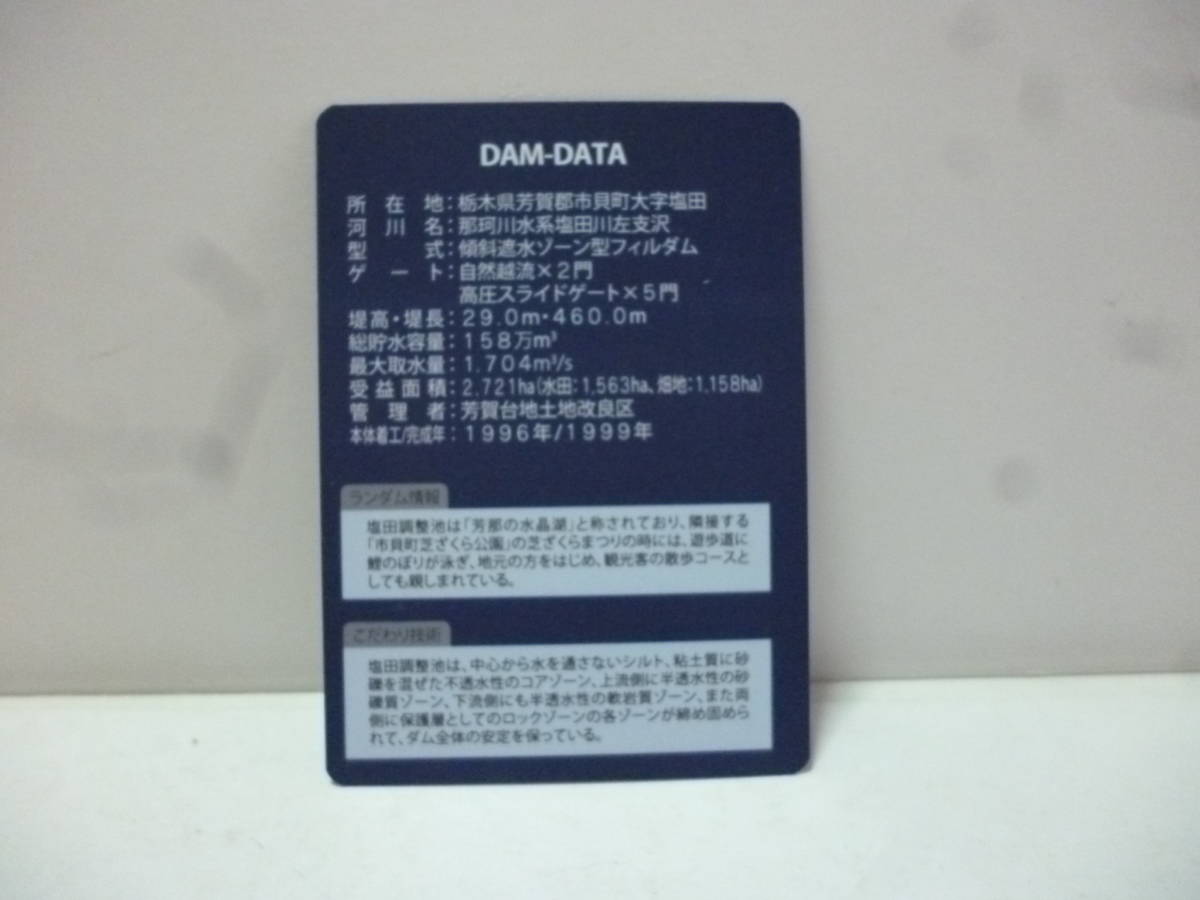 DAM-DATA
所在地：栃木県芳賀郡市貝町大字塩田
河川名：那珂川水系塩田川左支沢
型式：傾斜遮水ゾーン型フィルダム
ゲート：自然越流×２門
高圧スライドゲート×５門
堤高・堤長：29.0m・460.0m
総貯水容量：158万m³
最大取水量：1.704m³/s
受益面積：2,721ha(水田：1,563ha、畑地：1,158ha)
管理者：芳賀台地土地改良区
本体着工/完成年：1996年/1999年
ランダム情報
塩田調整池は「芳那の水晶湖」と称されており、隣接する
「市貝町芝ざくら公園」の芝ざくらまつりの時には、遊歩道に
鯉のぼりが泳ぎ、地元の方をはじめ、観光客の散歩コースと
しても親しまれている。
こだわり技術
塩田調整池は、中心から水を通さないシルト、粘土質に砂
礫を混ぜた不透水性のコアゾーン、上流側に半透水性の砂
礫質ゾーン、下流側にも半透水性の軟岩質ゾーン、また両
側に保護層としてのロックゾーンの各ゾーンが締め固めら
れて、ダム全体の安定を保っている。